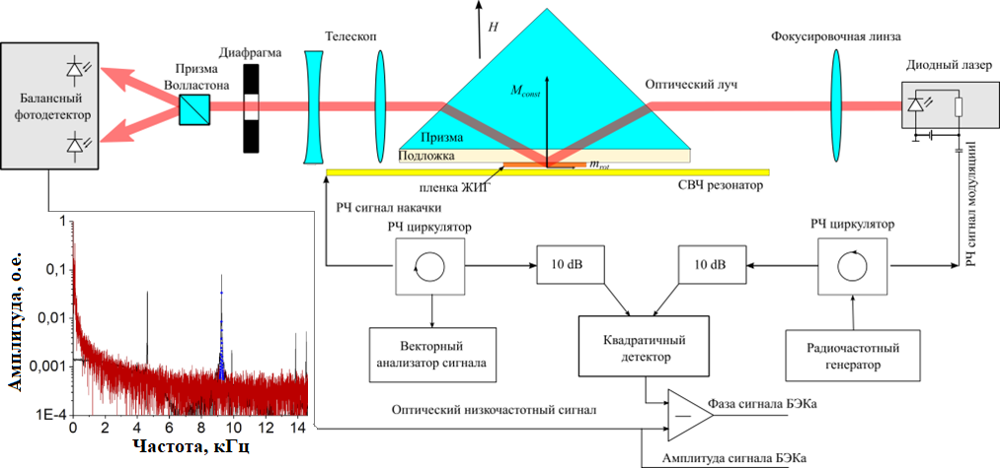 H
Телескоп
Фокусировочная линза
Диафрагма
Диодный лазер
Призма
Волластона
Балансный
фотодетектор
M const
Оптический луч
Призма
Подложка
m rot
пленка ЖИГ
СВЧ резонатор
РЧ сигнал накачки
РЧ сигнал модуляцииl
РЧ циркулятор
РЧ циркулятор
10 dB
10 dB
Векторный
анализатор сигнала
Квадратичный
детектор
Радиочастотный
генератор
Фаза сигнала БЭКа
Оптический низкочастотный сигнал
Амплитуда сигнала БЭКа
Амплитуда, о.е.
1
0,1
0,01
0,001
1E-4
0 2 4 6 8 10 12 14
Частота, кГц